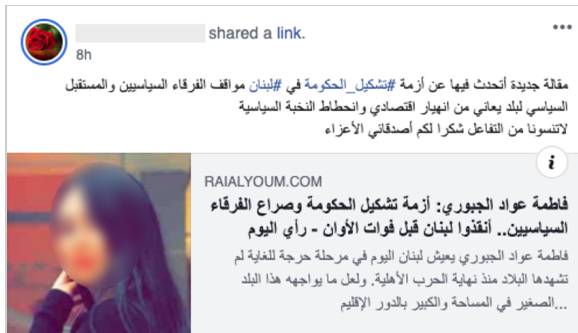 shared a link.
8h
مقالة جديدة أتحدث فيها عن أزمة #تشكيل_الحكومة في #لبنان مواقف الفرقاء السياسيين والمستقبل
السياسي لبلد يعاني من انهيار اقتصادي وانحطاط النخبة السياسية
لاتنسونا من التفاعل شكرا لكم أصدقائي الأعزاء
RAIALYOUM.COM
فاطمة عواد الجبوري: أزمة تشكيل الحكومة وصراع الفرقاء
السياسيين.. أنقذوا لبنان قبل فوات الأوان - رأي اليوم
فاطمة عواد الجبوري يعيش لبنان اليوم في مرحلة حرجة للغاية لم
تشهدها البلاد منذ نهاية الحرب الأهلية. ولعل ما يواجهه هذا البلد
الصغير في المساحة والكبير بالدور الإقليم...